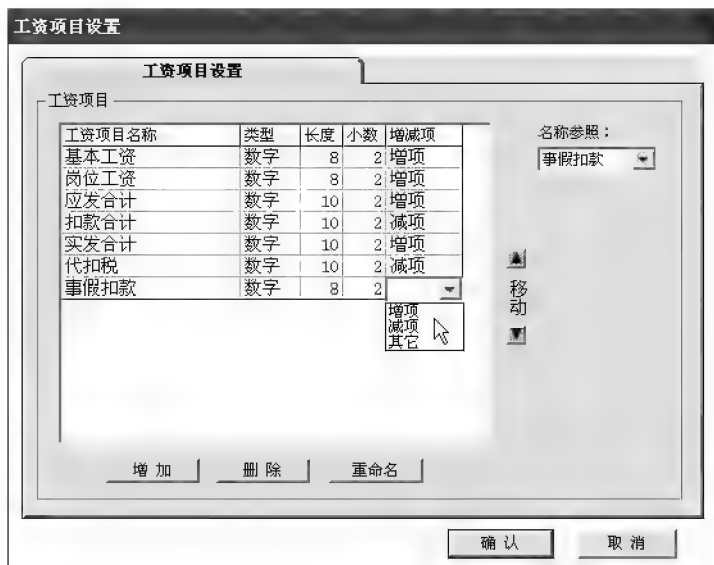 工资项目设置
工资项目设置
工资项目
工资项目名称 类型 长度 小数 增减项
基本工资 数字 8 2 增项
岗位工资 数字 8 2 增项
应发合计 数字 10 2 增项
扣款合计 数字 10 2 减项
实发合计 数字 10 2 增项
代扣税 数字 10 2 减项
事假扣款 数字 8 2
增项
减项
其它
名称参照：
事假扣款
移
动
增加 删除 重命名
确认 取消